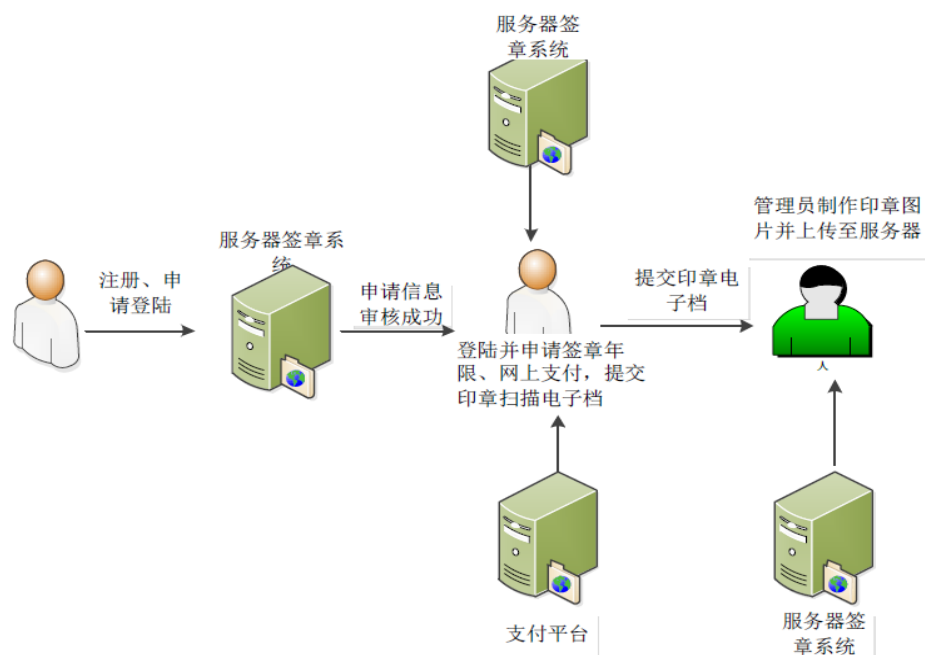 服务器签
章系统
管理员制作印章图
片并上传至服务器
服务器签章系
统
注册、申
请登陆
申请信息
审核成功
提交印章电
子档
登陆并申请签章年
限、网上支付，提交
印章扫描电子档
人
支付平台
服务器签
章系统